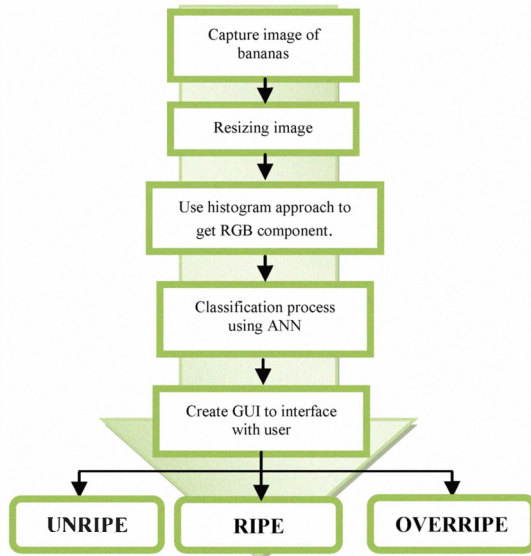 Capture image of
bananas
Resizing image
Use histogram approach to
get RGB component.
Classification process
using ANN
Create GUI to interface
with user
UNRIPE
RIPE
OVERRIPE